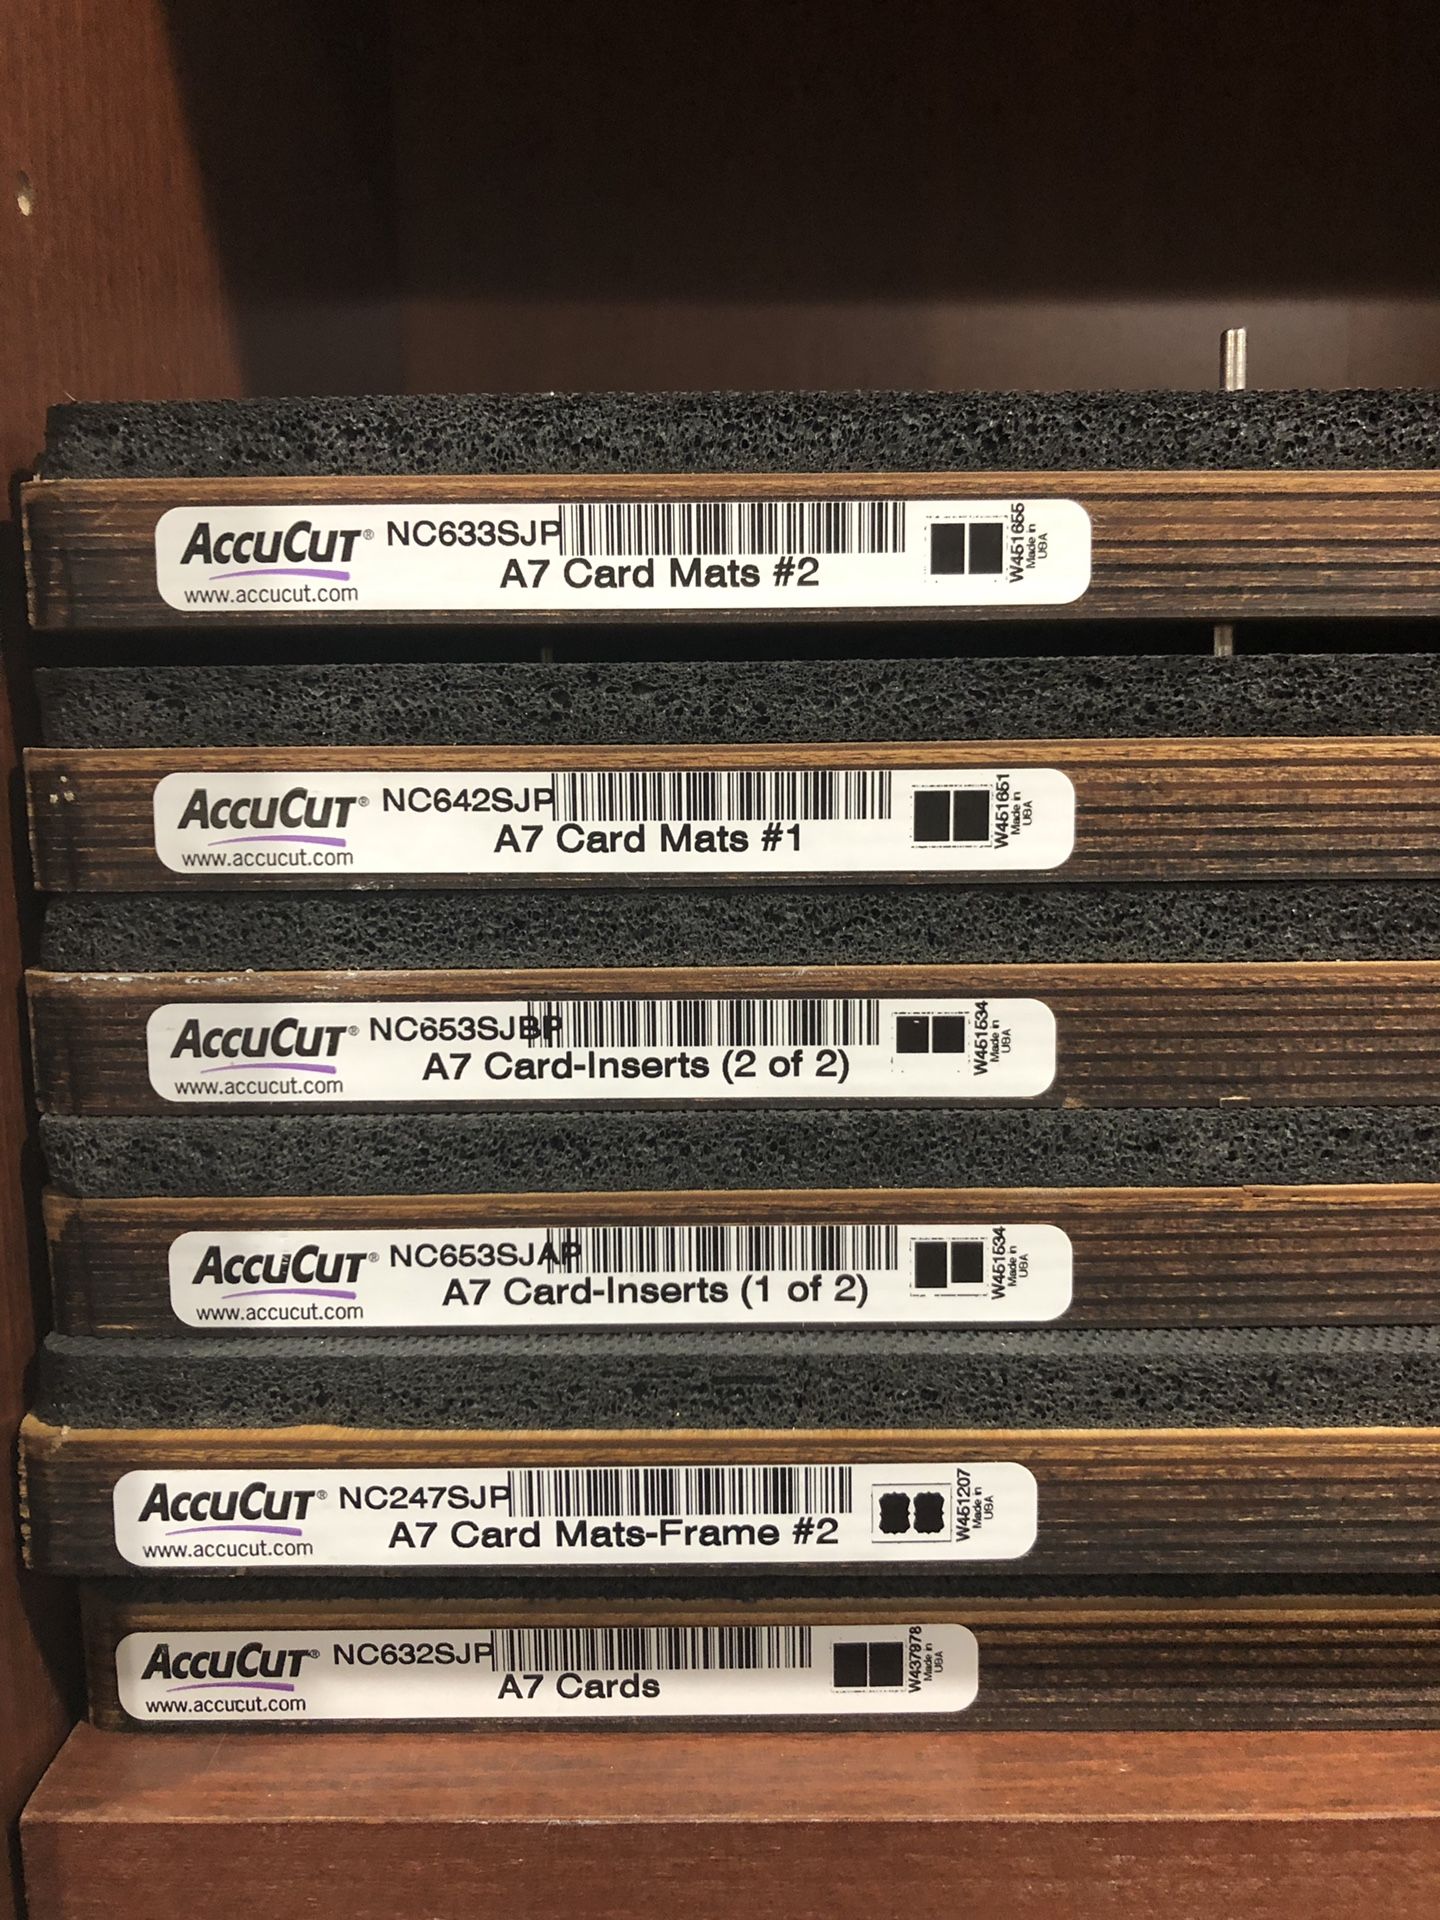 ACCUCUT® NC633SJP
A7 Card Mats #2
www.accucut.com
W451655
Made in
USA
ACCUCUT® NC642SJP
A7 Card Mats #1
www.accucut.com
W451651
Made in
USA
ACCUCUT® NC653SJBP
A7 Card-Inserts (2 of 2)
www.accucut.com
W451534
Made in
USA
ACCUCUT® NC653SJAP
A7 Card-Inserts (1 of 2)
www.accucut.com
W451534
Made in
USA
ACCUCUT® NC247SJP
A7 Card Mats-Frame #2
www.accucut.com
W451207
Made in
USA
ACCUCUT® NC632SJP
A7 Cards
www.accucut.com
W437978
Made in
USA